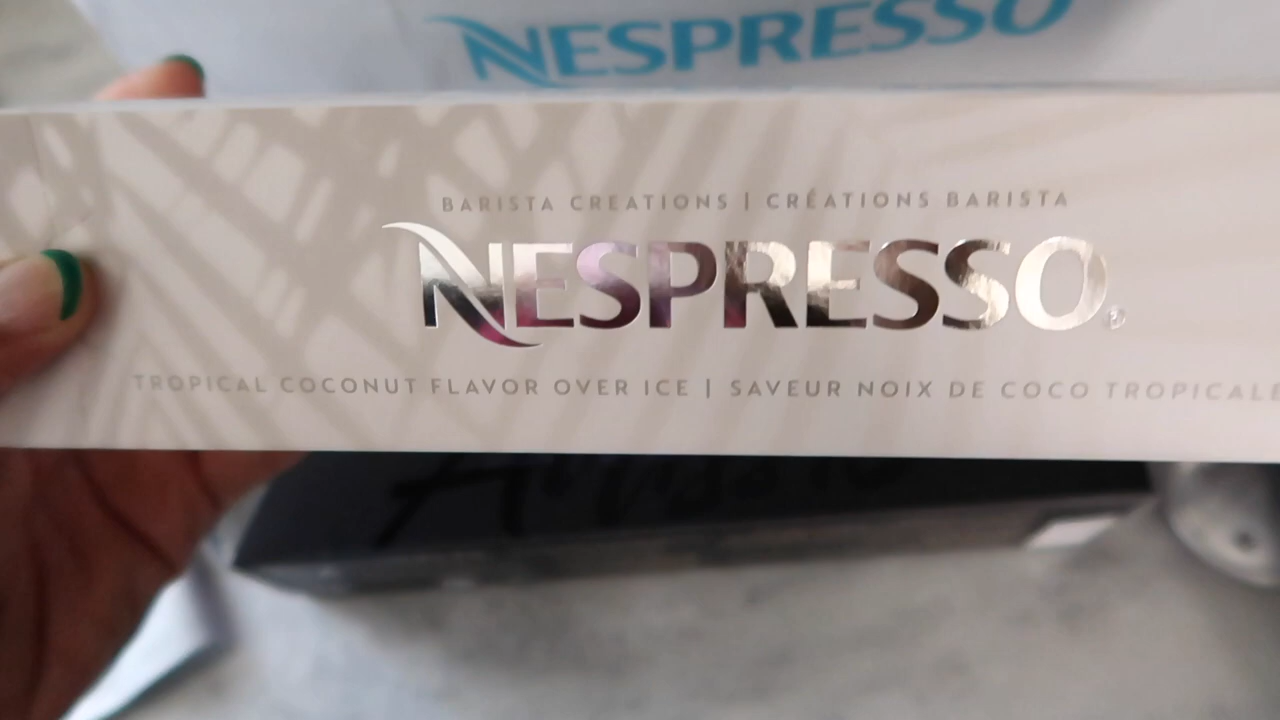 NESPRESSO
BARISTA CREATIONS | CRÉATIONS BARISTA
NESPRESSO®
TROPICAL COCONUT FLAVOR OVER ICE | SAVEUR NOIX DE COCO TROPICALE